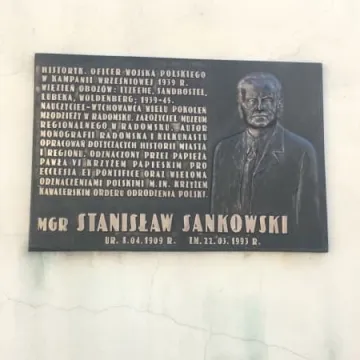 HISTORYK. OFICER WOJSKA POLSKIEGO
W KAMPANII WRZEŚNIOWEJ 1939 R.
WIĘZIEŃ OBOZÓW: ITZEHE, SANDBOSTEL,
LUBEKA, WOLDENBERG; 1939-45.
NAUCZYCIEL-WYCHOWAWCA WIELU POKOLEŃ
MŁODZIEŻY W RADOMSKU. ZAŁOŻYCIEL MUZEUM
REGIONALNEGO W RADOMSKU. AUTOR
MONOGRAFII RADOMSKA I KILKUNASTU
OPRACOWAŃ DOTYCZĄCYCH HISTORII MIASTA
I REGIONU. ODZNACZONY PRZEZ PAPIEŻA
PAWŁA VI KRZYŻEM PAPIESKIM PRO
ECCLESIA ET PONTIFICE ORAZ WIELOMA
ODZNACZENIAMI POLSKIMI M.IN. KRZYŻEM
KAWALERSKIM ORDERU ODRODZENIA POLSKI.
MGR STANISŁAW SANKOWSKI
UR. 8.04.1909 R. ZM. 22.03.1993 R.